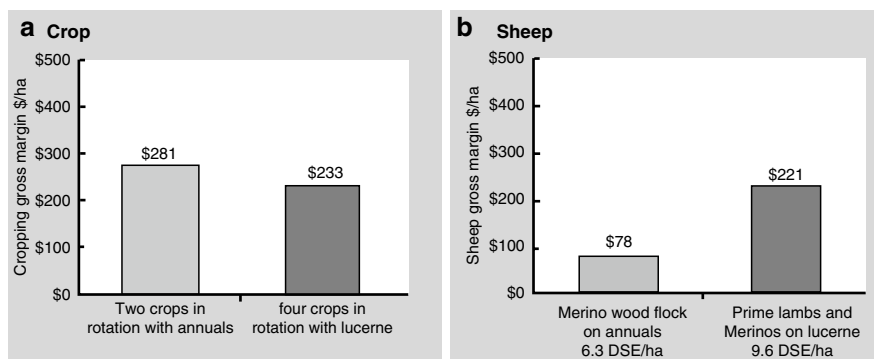 a Crop
Cropping gross margin $/ha
$500
$400
$300
$200
$100
$0
$281
$233
Two crops in
rotation with annuals
four crops in
rotation with lucerne
b Sheep
Sheep gross margin $/ha
$500
$400
$300
$200
$100
$0
$78
$221
Merino wood flock
on annuals
6.3 DSE/ha
Prime lambs and
Merinos on lucerne
9.6 DSE/ha